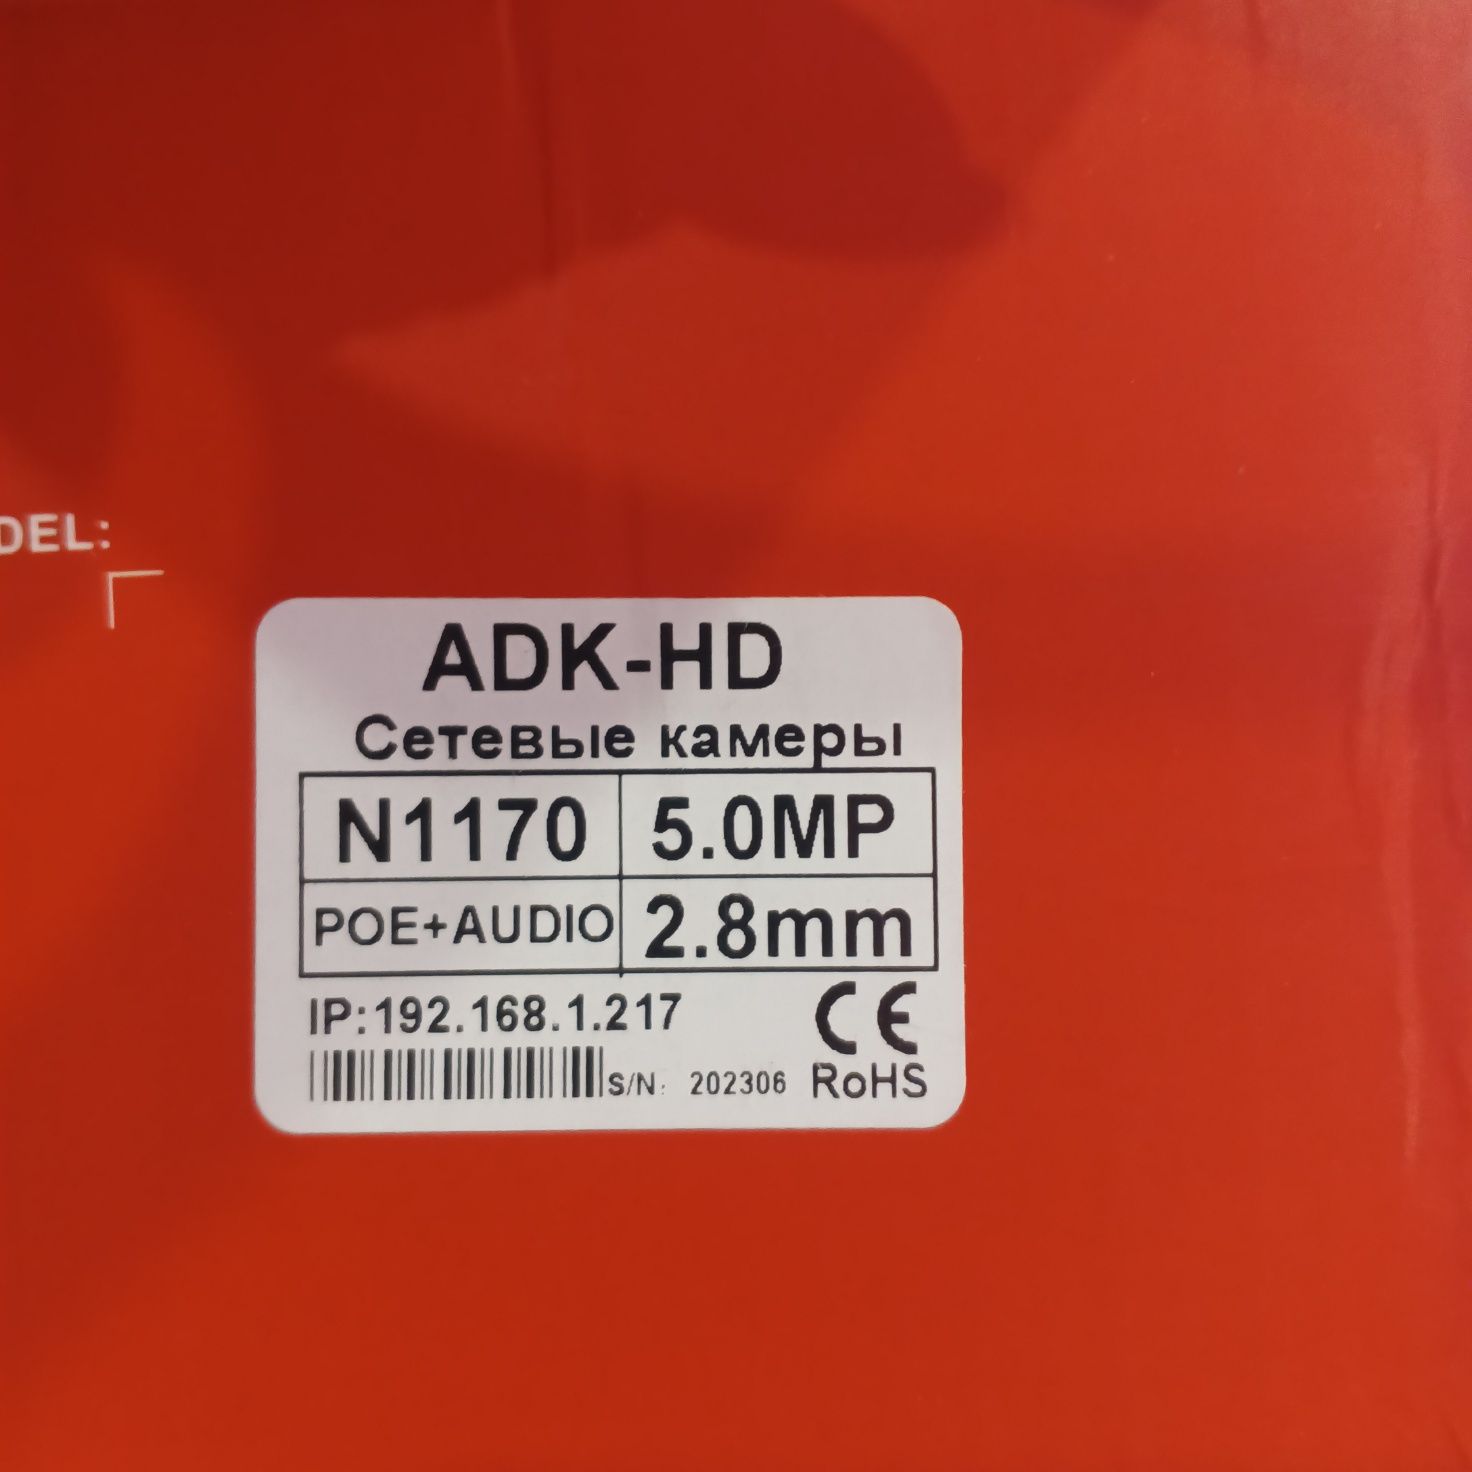 DEL:
ADK-HD
Сетевые камеры
N1170 5.0MP
POE+AUDIO 2.8mm
IP:192.168.1.217 CE
S/N: 202306 RoHS